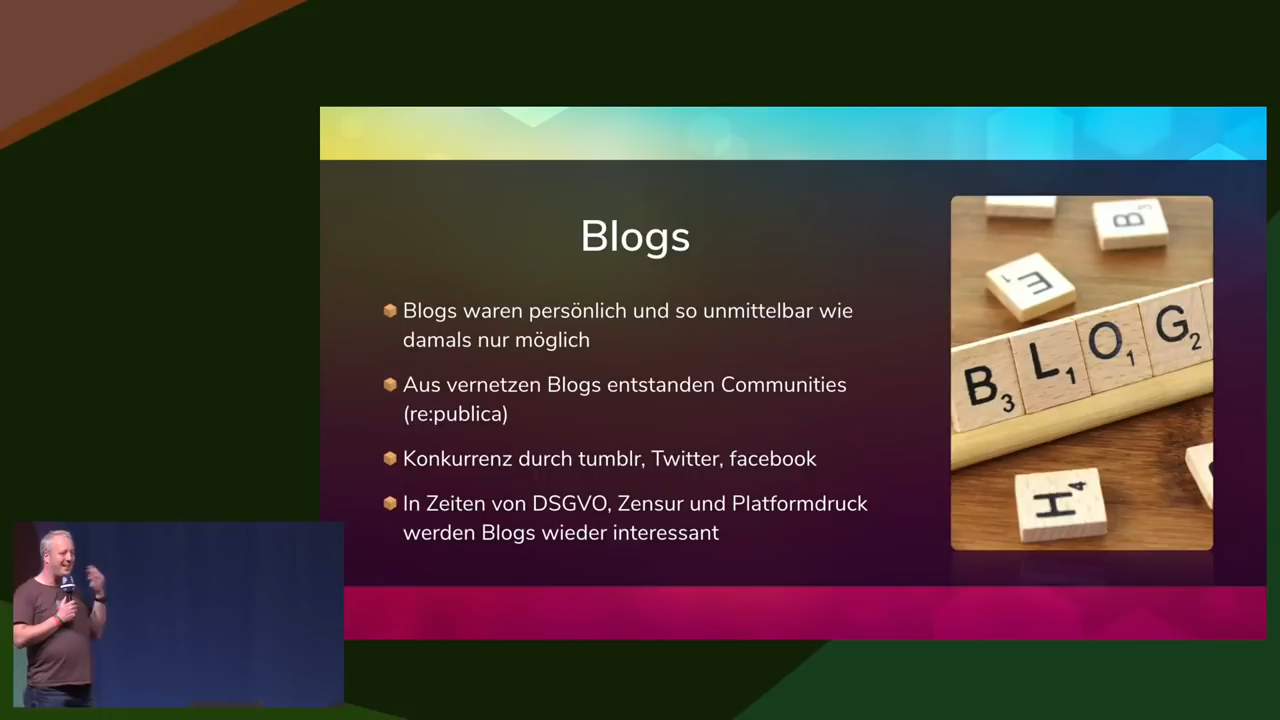 Blogs
Blogs waren persönlich und so unmittelbar wie
damals nur möglich
Aus vernetzen Blogs entstanden Communities
(re:publica)
Konkurrenz durch tumblr, Twitter, facebook
In Zeiten von DSGVO, Zensur und Platformdruck
werden Blogs wieder interessant
B3
E1
B3 L1 O1 G2
H4